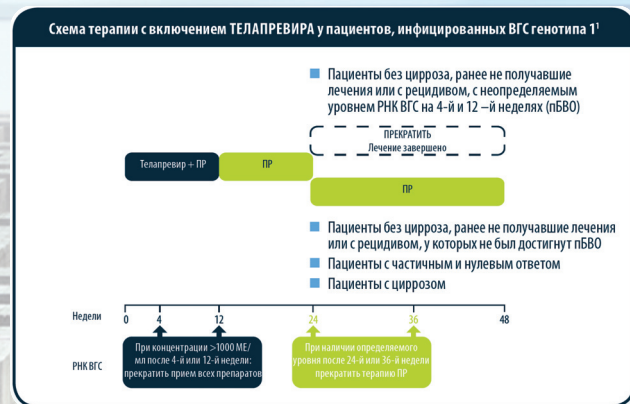 Схема терапии с включением ТЕЛАПРЕВИРА у пациентов, инфицированных ВГС генотипа 1¹
Пациенты без цирроза, ранее не получавшие
лечения или с рецидивом, с неопределяемым
уровнем РНК ВГС на 4-й и 12 –й неделях (пБВО)
ПРЕКРАТИТЬ
Лечение завершено
Телапревир + ПР
ПР
ПР
Пациенты без цирроза, ранее не получавшие лечения
или с рецидивом, у которых не был достигнут пБВО
Пациенты с частичным и нулевым ответом
Пациенты с циррозом
Недели
0 4 12 24 36 48
РНК ВГС
При концентрации >1000 МЕ/
мл после 4-й или 12-й недели:
прекратить прием всех препаратов
При наличии определяемого
уровня после 24-й или 36-й недели
прекратить терапию ПР